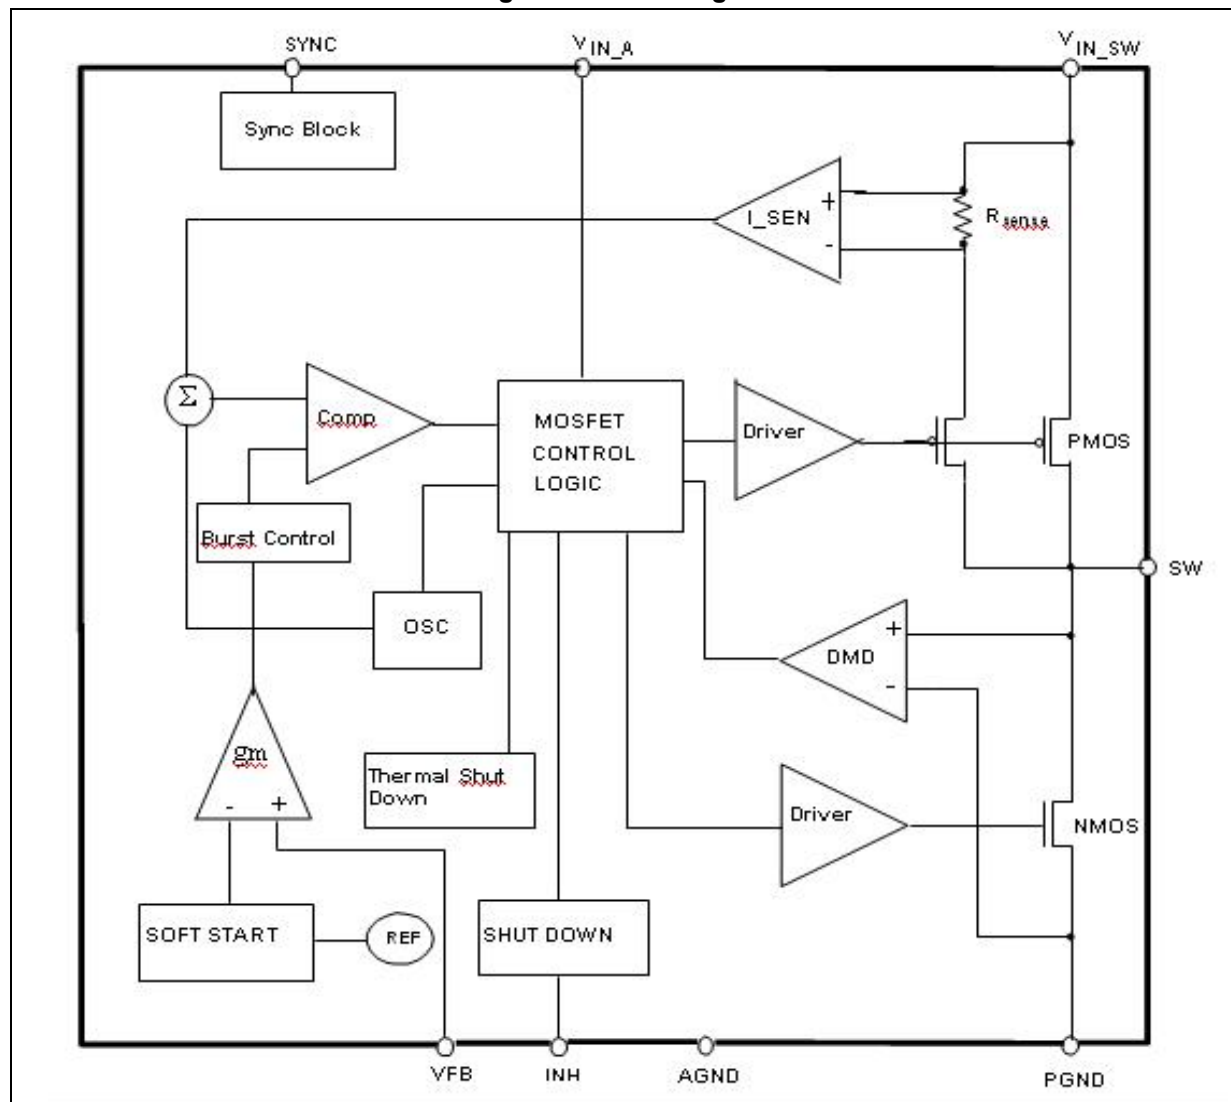 SYNC
VIN_A
VIN_SW
Sync Block
+
I_SEN
-
Rsense
Σ
Comp
MOSFET
CONTROL
LOGIC
Driver
PMOS
Burst Control
SW
OSC
+
DMD
-
gm
- +
Thermal Shut
Down
Driver
NMOS
SOFT START
REF
SHUT DOWN
VFB
INH
AGND
PGND